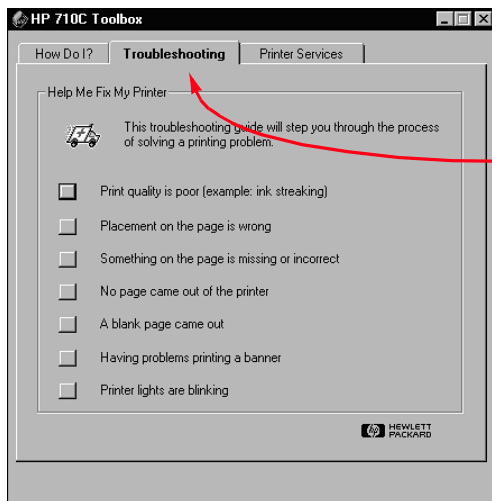 HP 710C Toolbox
How Do I? Troubleshooting Printer Services
Help Me Fix My Printer
This troubleshooting guide will step you through the process
of solving a printing problem.
Print quality is poor (example: ink streaking)
Placement on the page is wrong
Something on the page is missing or incorrect
No page came out of the printer
A blank page came out
Having problems printing a banner
Printer lights are blinking
hp HEWLETT
PACKARD